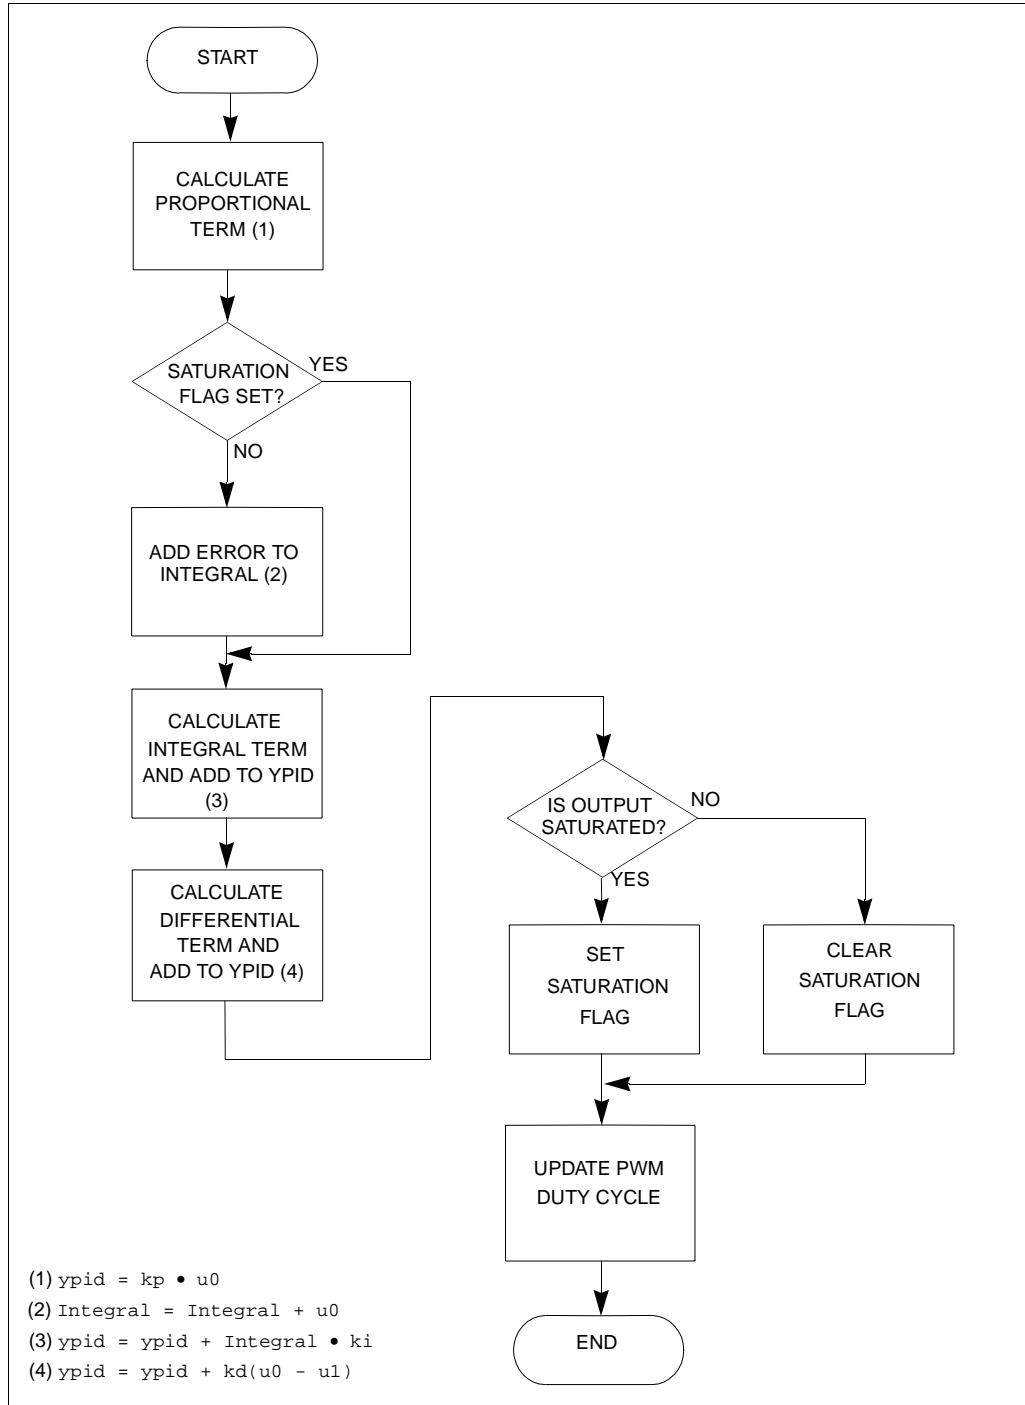 START
CALCULATE
PROPORTIONAL
TERM (1)
SATURATION
FLAG SET?
YES
NO
ADD ERROR TO
INTEGRAL (2)
CALCULATE
INTEGRAL TERM
AND ADD TO YPID
(3)
CALCULATE
DIFFERENTIAL
TERM AND
ADD TO YPID (4)
IS OUTPUT
SATURATED?
NO
YES
SET
SATURATION
FLAG
CLEAR
SATURATION
FLAG
UPDATE PWM
DUTY CYCLE
END
(1) ypid = kp • u0
(2) Integral = Integral + u0
(3) ypid = ypid + Integral • ki
(4) ypid = ypid + kd(u0 - u1)